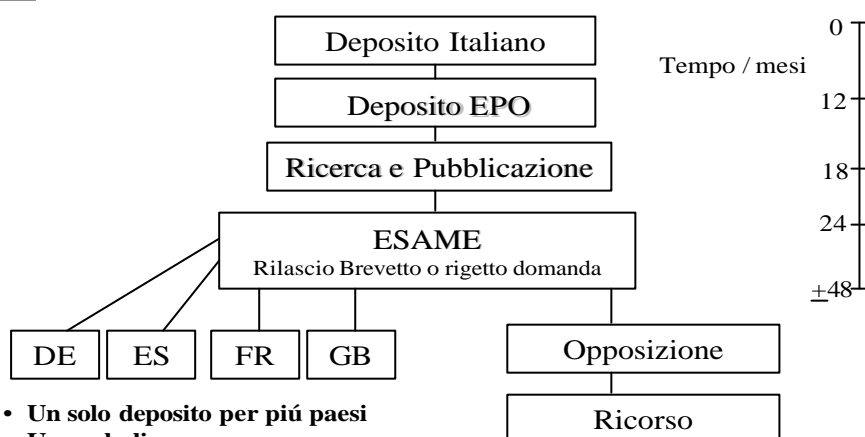 Deposito Italiano
0
Tempo / mesi
Deposito EPO
12
Ricerca e Pubblicazione
18
ESAME
Rilascio Brevetto o rigetto domanda
24
+48
DE
ES
FR
GB
Opposizione
• Un solo deposito per piú paesi
Ricorso